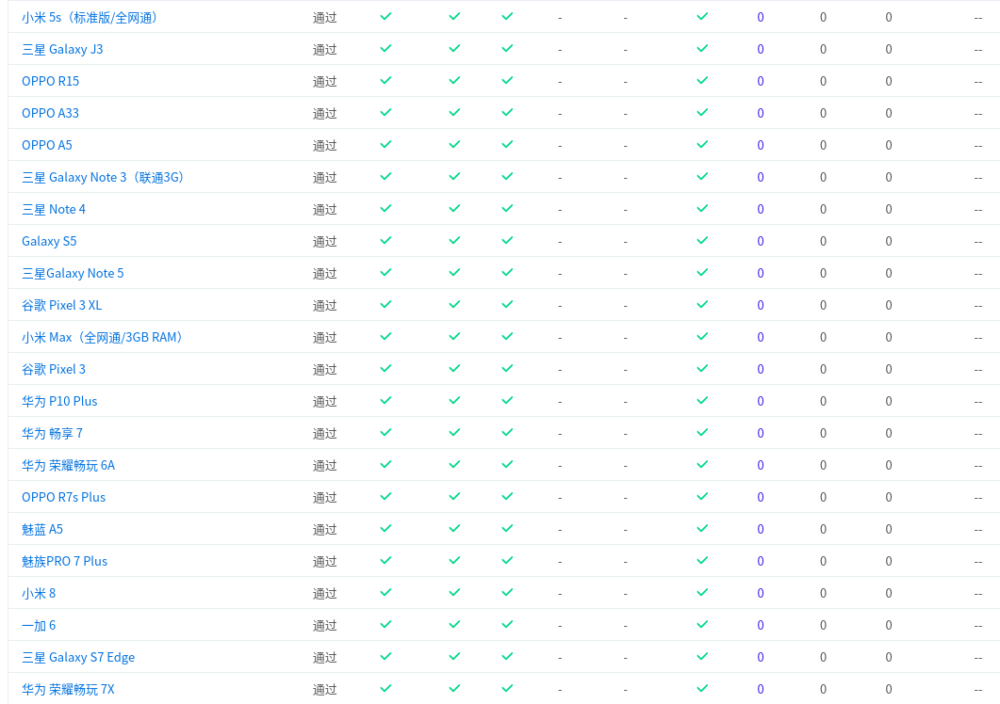 小米 5s（标准版/全网通） 通过 - - 0 0 0 --
三星 Galaxy J3 通过 - - 0 0 0 --
OPPO R15 通过 - - 0 0 0 --
OPPO A33 通过 - - 0 0 0 --
OPPO A5 通过 - - 0 0 0 --
三星 Galaxy Note 3（联通3G） 通过 - - 0 0 0 --
三星 Note 4 通过 - - 0 0 0 --
Galaxy S5 通过 - - 0 0 0 --
三星Galaxy Note 5 通过 - - 0 0 0 --
谷歌 Pixel 3 XL 通过 - - 0 0 0 --
小米 Max（全网通/3GB RAM） 通过 - - 0 0 0 --
谷歌 Pixel 3 通过 - - 0 0 0 --
华为 P10 Plus 通过 - - 0 0 0 --
华为 畅享 7 通过 - - 0 0 0 --
华为 荣耀畅玩 6A 通过 - - 0 0 0 --
OPPO R7s Plus 通过 - - 0 0 0 --
魅蓝 A5 通过 - - 0 0 0 --
魅族PRO 7 Plus 通过 - - 0 0 0 --
小米 8 通过 - - 0 0 0 --
一加 6 通过 - - 0 0 0 --
三星 Galaxy S7 Edge 通过 - - 0 0 0 --
华为 荣耀畅玩 7X 通过 - - 0 0 0 --